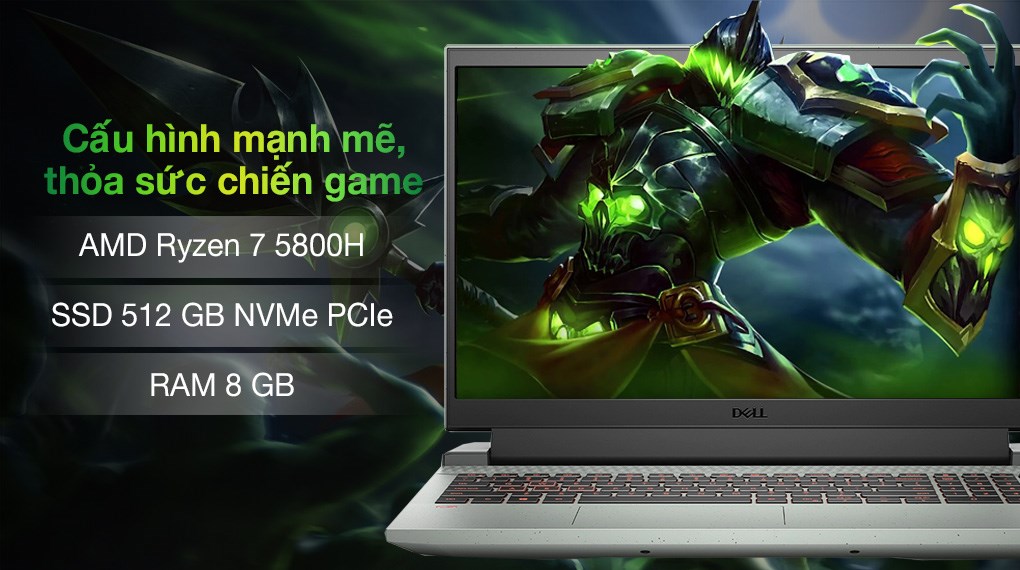 Cấu hình mạnh mẽ,
thỏa sức chiến game
AMD Ryzen 7 5800H
SSD 512 GB NVMe PCIe
RAM 8 GB
DELL